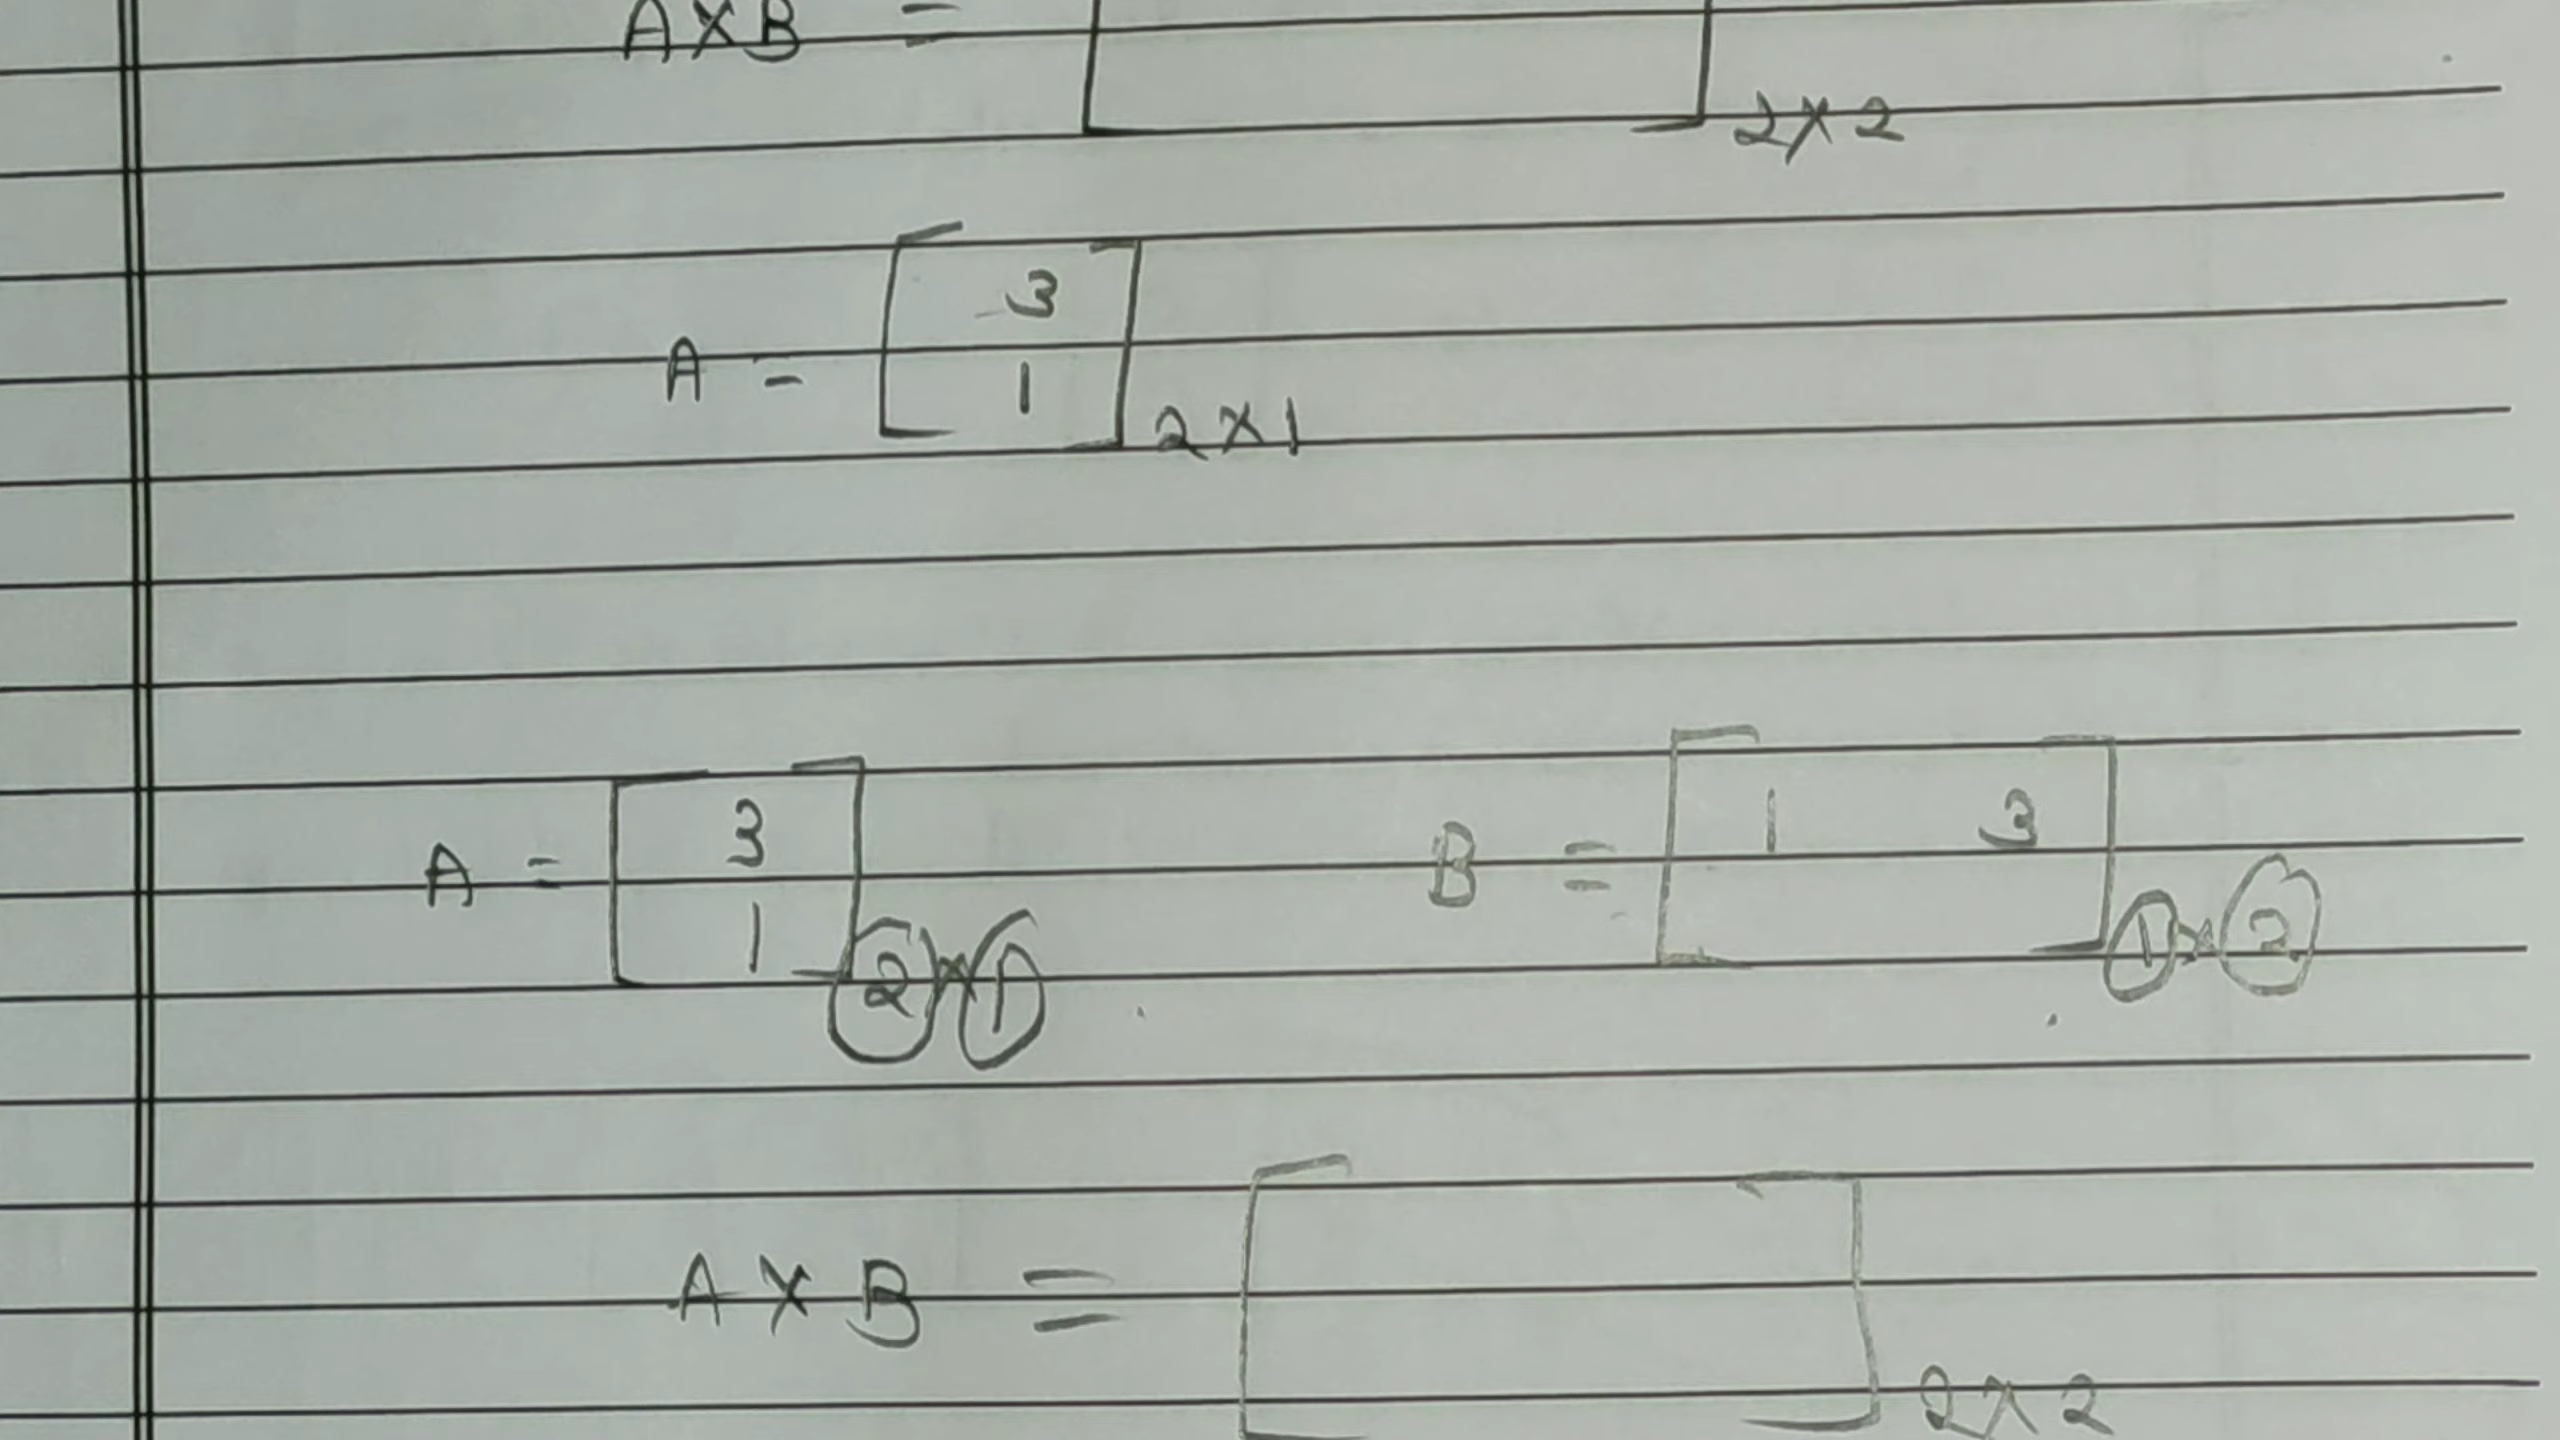 A X B =
2 x 2
3
A =
1
2 x 1
3
1 3
A =
B =
1
2 x 1
1 x 2
A X B =
2 x 2